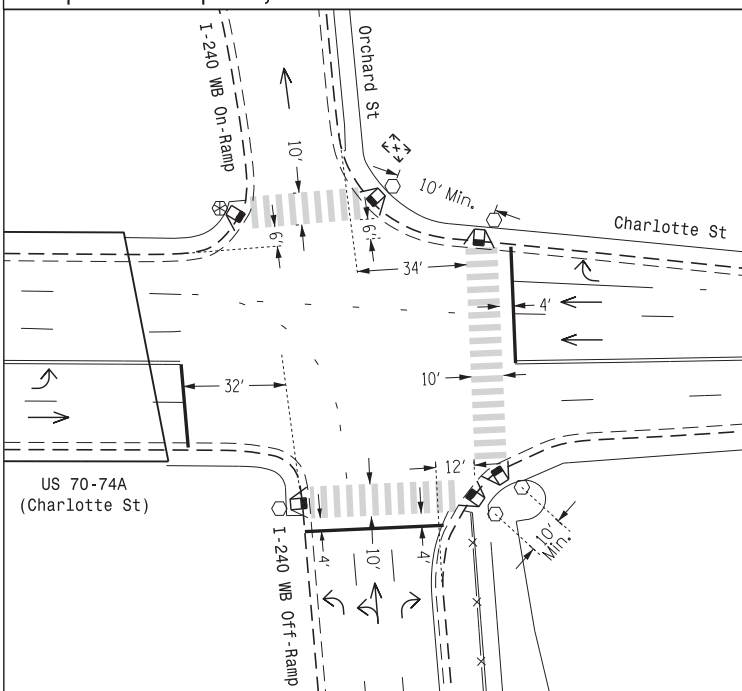 I-240 WB On-Ramp
Orchard St
10'
10' Min.
Charlotte St
6'
6'
34'
4'
32'
10'
US 70-74A
(Charlotte St)
12'
4'
10'
4'
10'
Min.
I-240 WB Off-Ramp